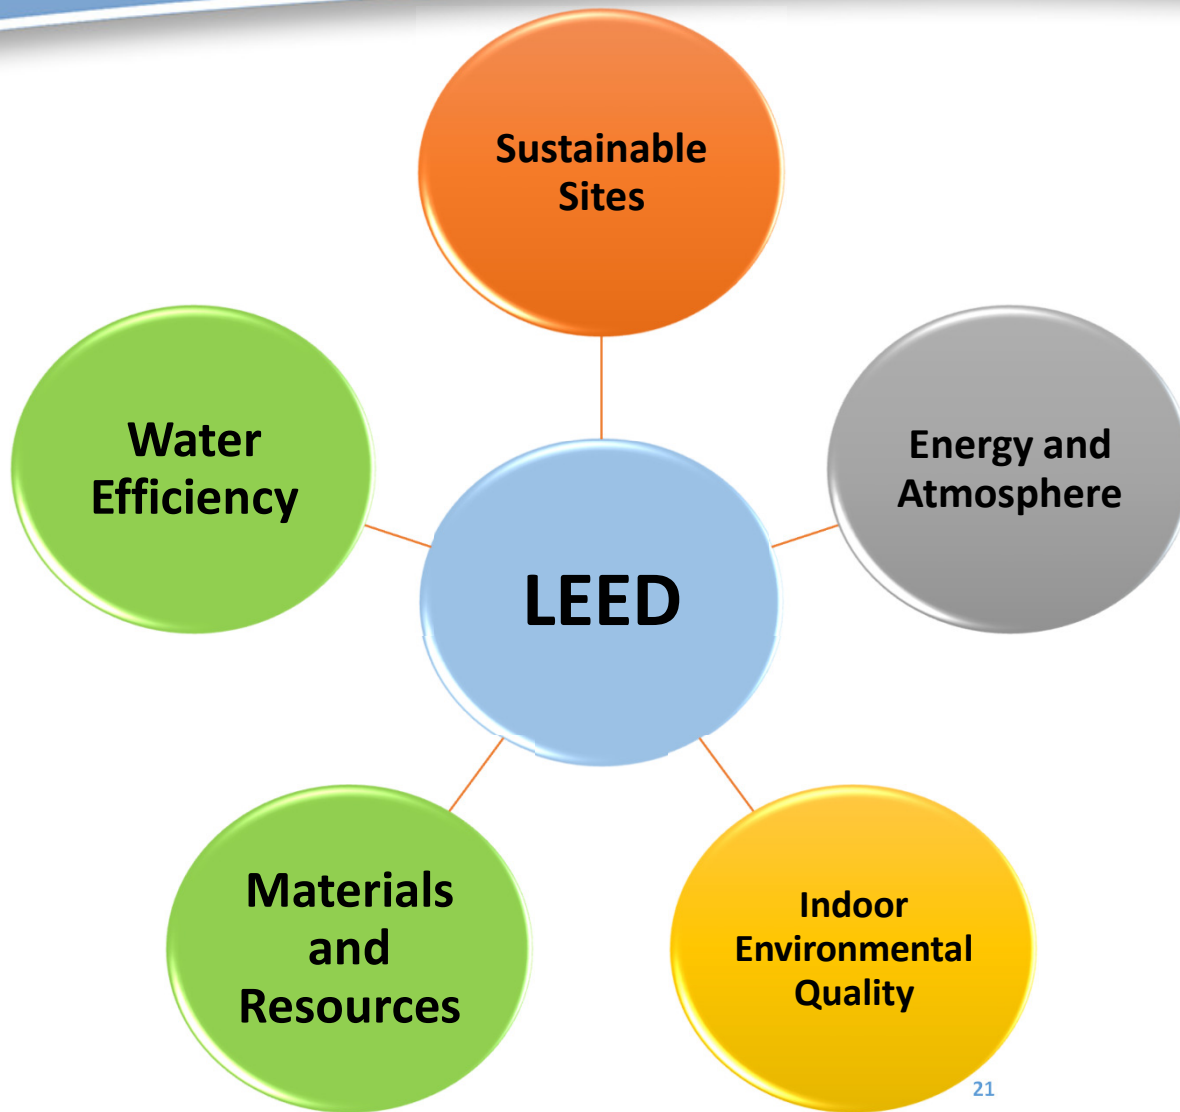 Sustainable
Sites
Water
Efficiency
Energy and
Atmosphere
LEED
Materials
and
Resources
Indoor
Environmental
Quality
21